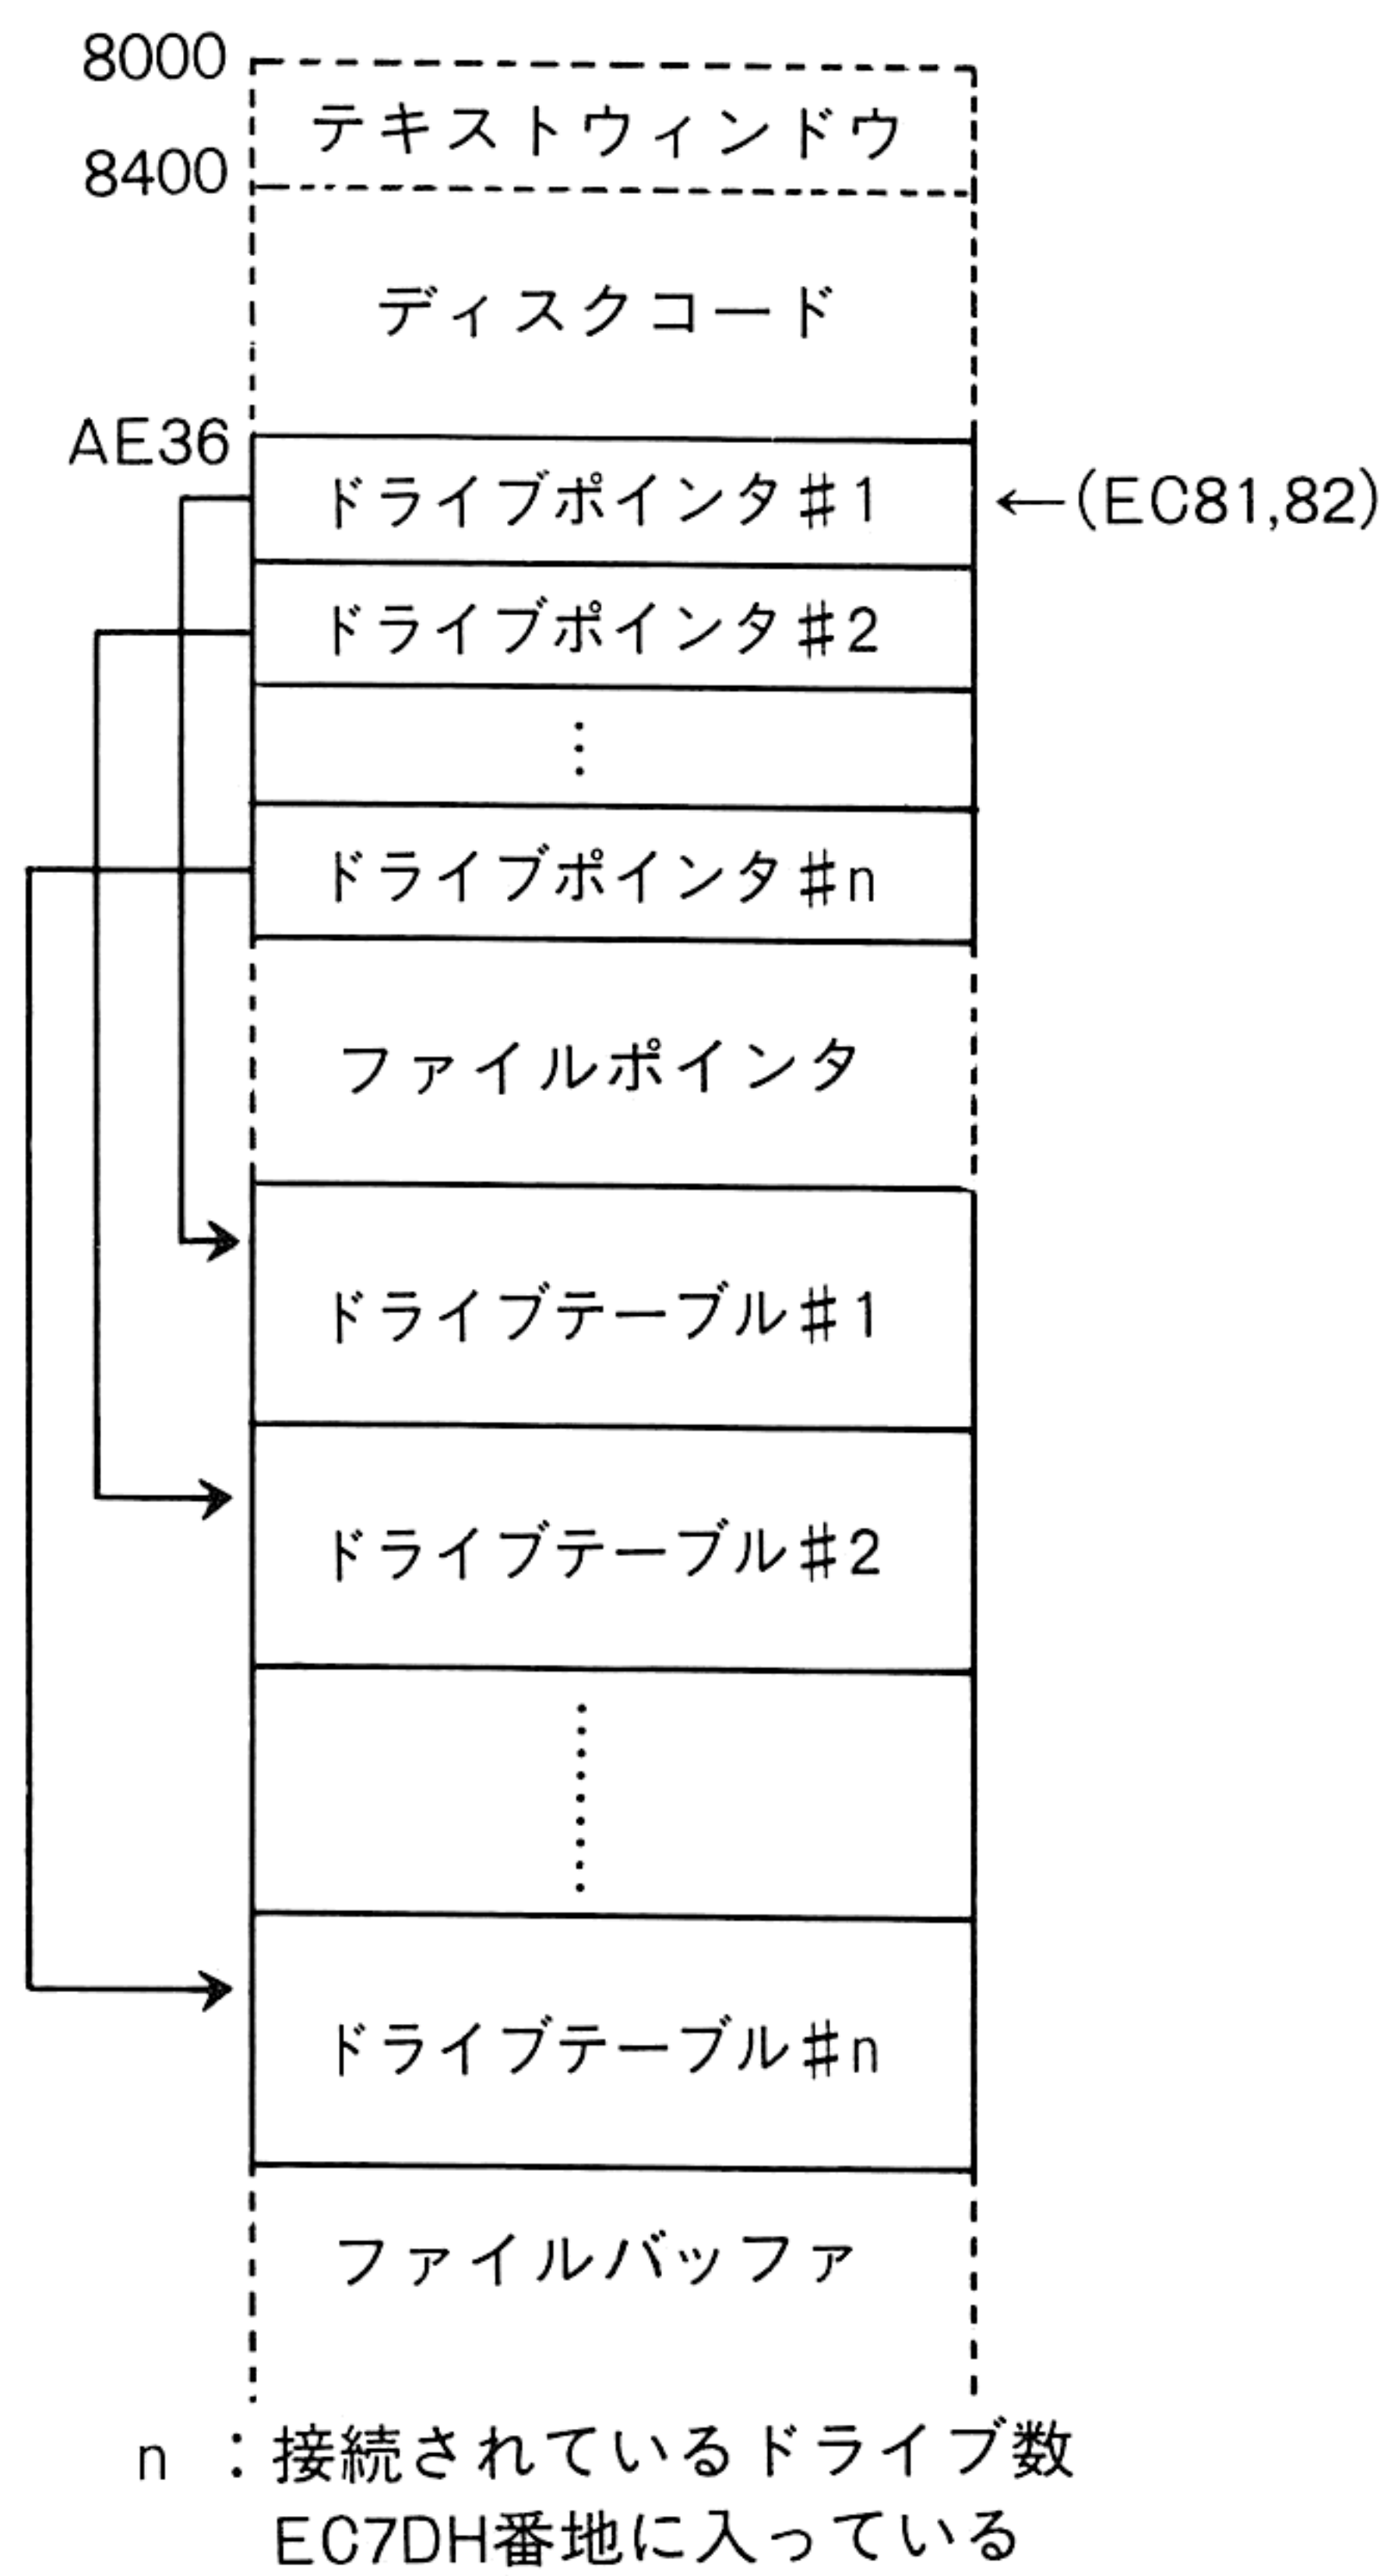 8000
テキストウィンドウ
8400
ディスクコード
AE36
ドライブポインタ#1 ←(EC81,82)
ドライブポインタ#2
⋮
ドライブポインタ#n
ファイルポインタ
ドライブテーブル#1
ドライブテーブル#2
⋮
ドライブテーブル#n
ファイルバッファ
n :接続されているドライブ数
EC7DH番地に入っている